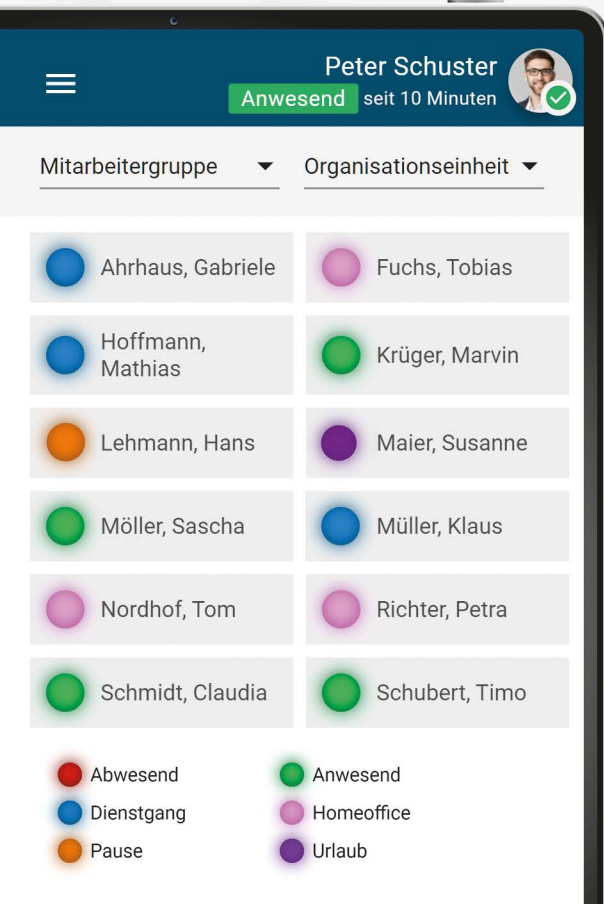 Peter Schuster
Anwesend seit 10 Minuten
Mitarbeitergruppe Organisationseinheit
Ahrhaus, Gabriele
Fuchs, Tobias
Hoffmann,
Mathias
Krüger, Marvin
Lehmann, Hans
Maier, Susanne
Möller, Sascha
Müller, Klaus
Nordhof, Tom
Richter, Petra
Schmidt, Claudia
Schubert, Timo
Abwesend
Anwesend
Dienstgang
Homeoffice
Pause
Urlaub